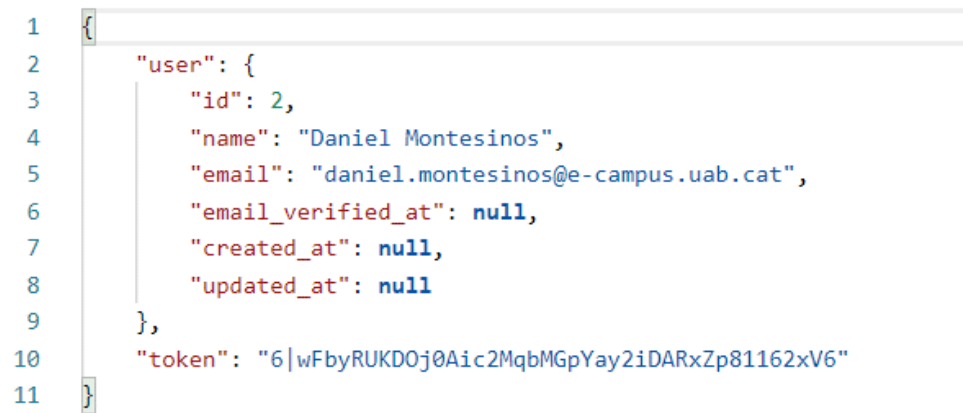 1 {
2 "user": {
3 "id": 2,
4 "name": "Daniel Montesinos",
5 "email": "daniel.montesinos@e-campus.uab.cat",
6 "email_verified_at": null,
7 "created_at": null,
8 "updated_at": null
9 },
10 "token": "6|wFbyRUKDOj0Aic2MqbMGpYay2iDARxZp81162xV6"
11 }